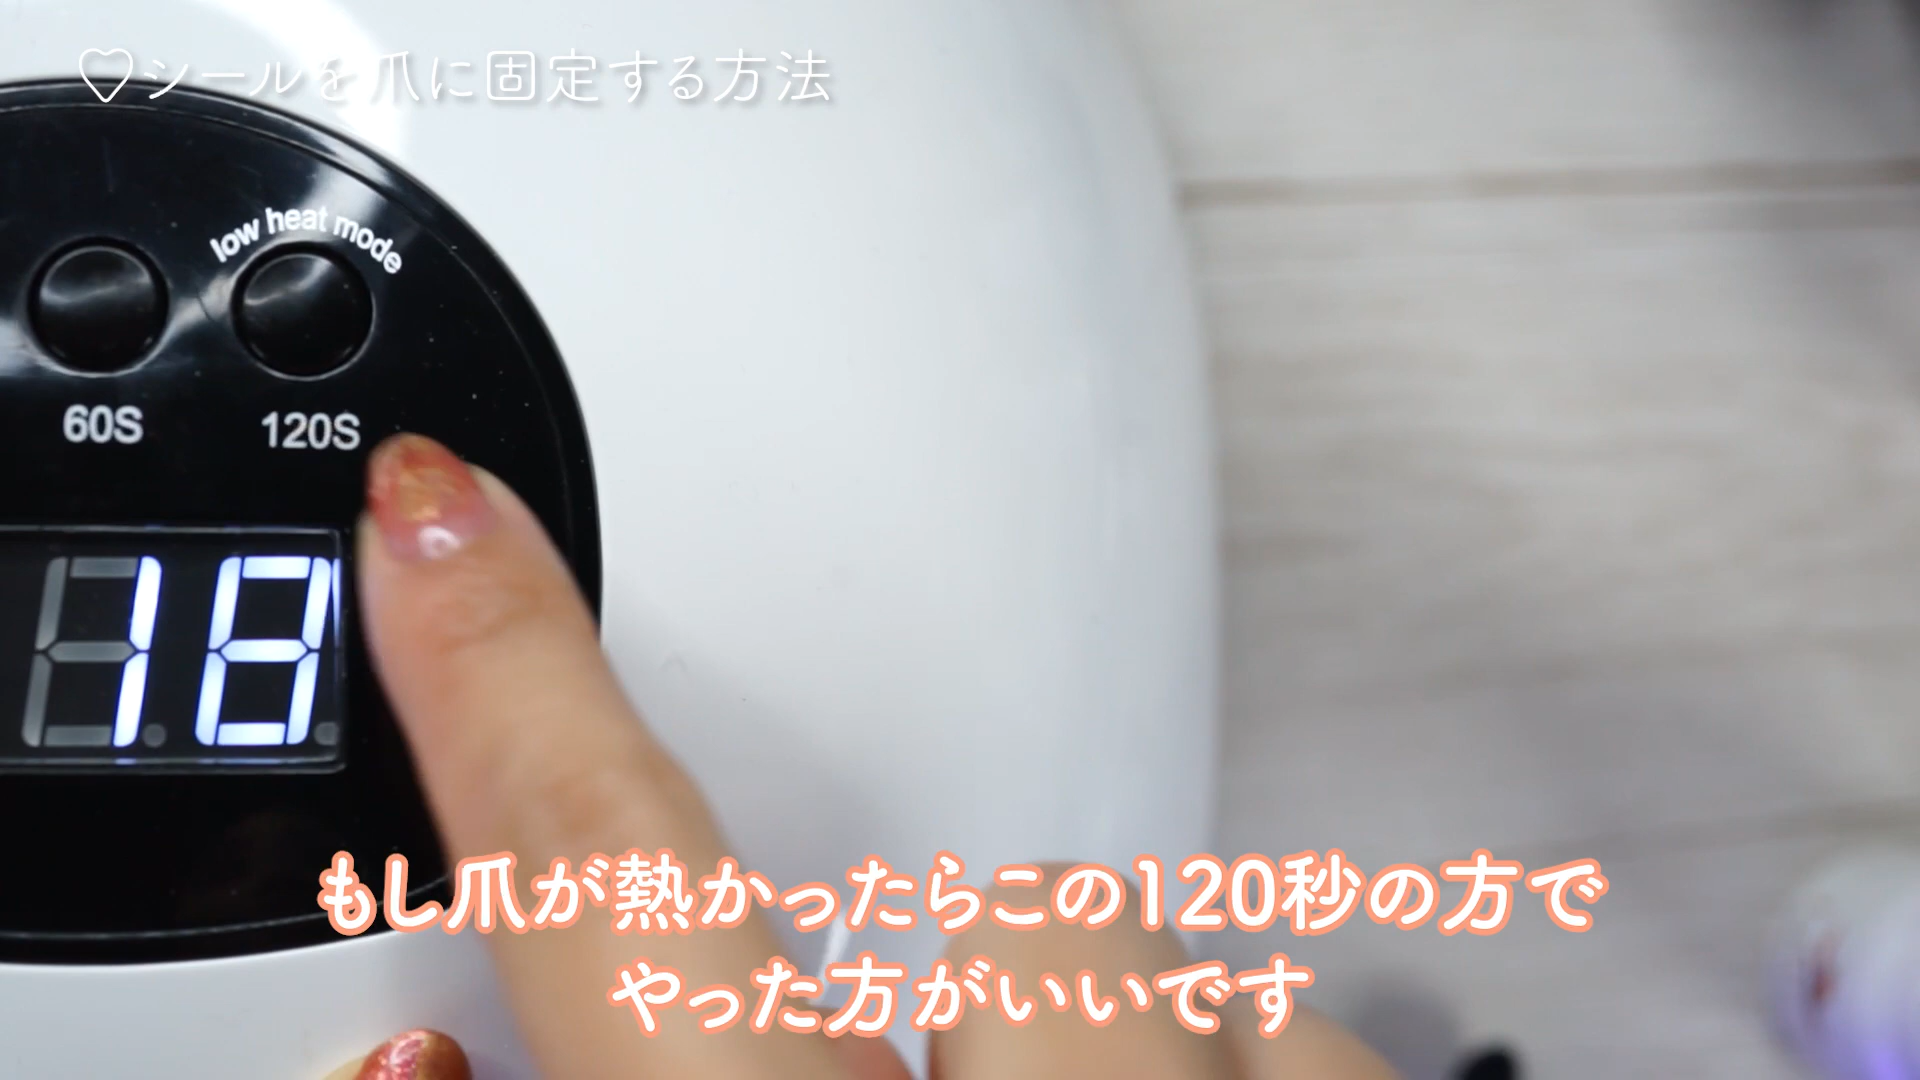 ♡シールを爪に固定する方法
low heat mode
60S
120S
18
もし爪が熱かったらこの120秒の方で
やった方がいいです